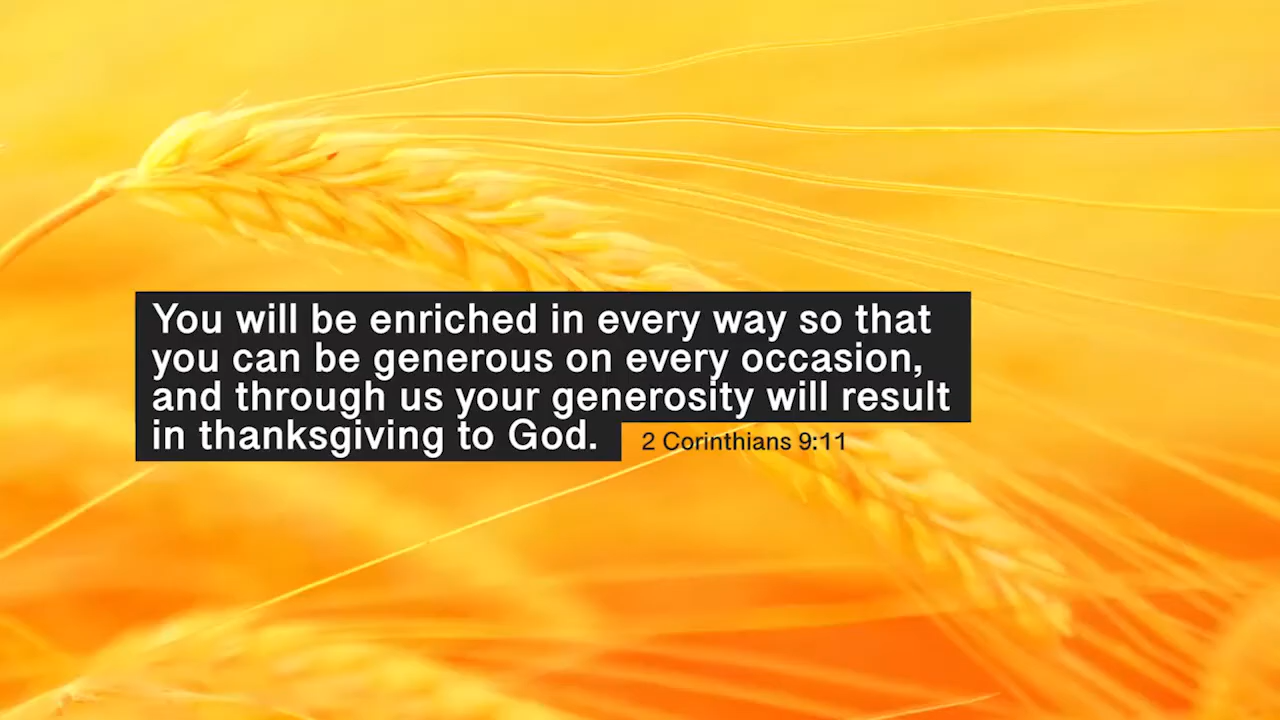 You will be enriched in every way so that
you can be generous on every occasion,
and through us your generosity will result
in thanksgiving to God. 2 Corinthians 9:11